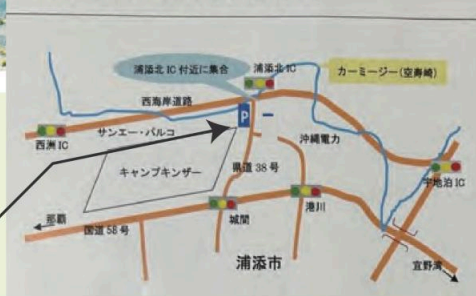 浦添北IC付近に集合
浦添北IC
カーミージー(空寿崎)
西海岸道路
P
西洲IC
サンエー・パルコ
沖縄電力
キャンプキンザー
県道38号
宇地泊IC
城間
港川
那覇
国道58号
浦添市
宜野湾